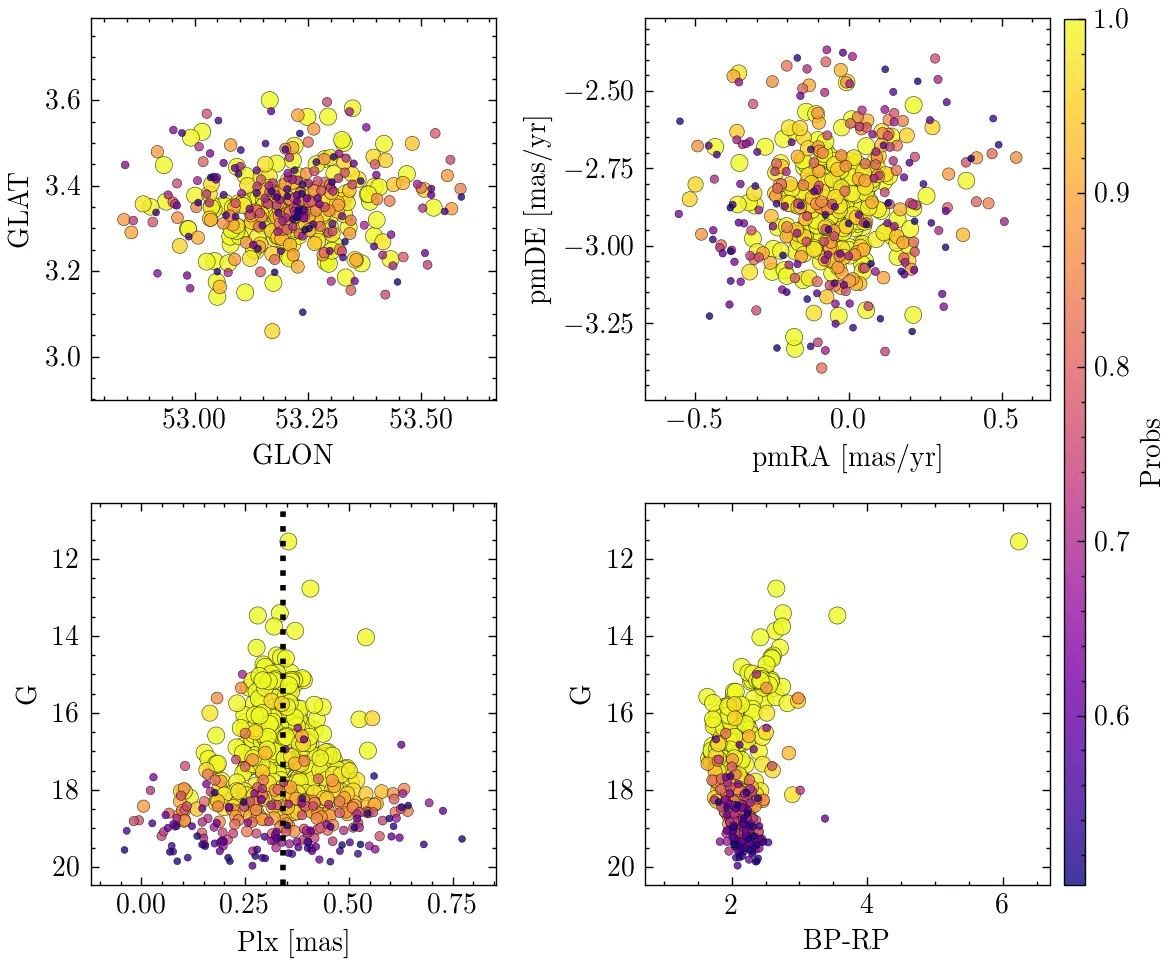 3.6
3.4
3.2
3.0
GLAT
53.00 53.25 53.50
GLON
−2.50
−2.75
−3.00
−3.25
pmDE [mas/yr]
−0.5 0.0 0.5
pmRA [mas/yr]
12
14
16
18
20
G
0.00 0.25 0.50 0.75
Plx [mas]
12
14
16
18
20
G
2 4 6
BP-RP
1.0
0.9
0.8
0.7
0.6
Probs